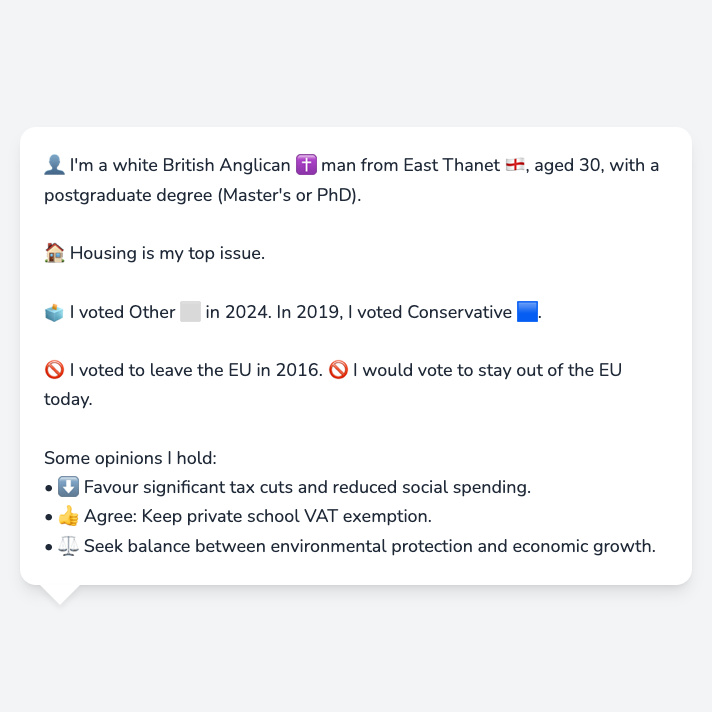 👤 I'm a white British Anglican ✝️ man from East Thanet 🏴󠁧󠁢󠁥󠁮󠁧󠁿, aged 30, with a
postgraduate degree (Master's or PhD).
🏠 Housing is my top issue.
🗳️ I voted Other ⬜ in 2024. In 2019, I voted Conservative 🟦.
🚫 I voted to leave the EU in 2016. 🚫 I would vote to stay out of the EU
today.
Some opinions I hold:
• ⬇️ Favour significant tax cuts and reduced social spending.
• 👍 Agree: Keep private school VAT exemption.
• ⚖️ Seek balance between environmental protection and economic growth.